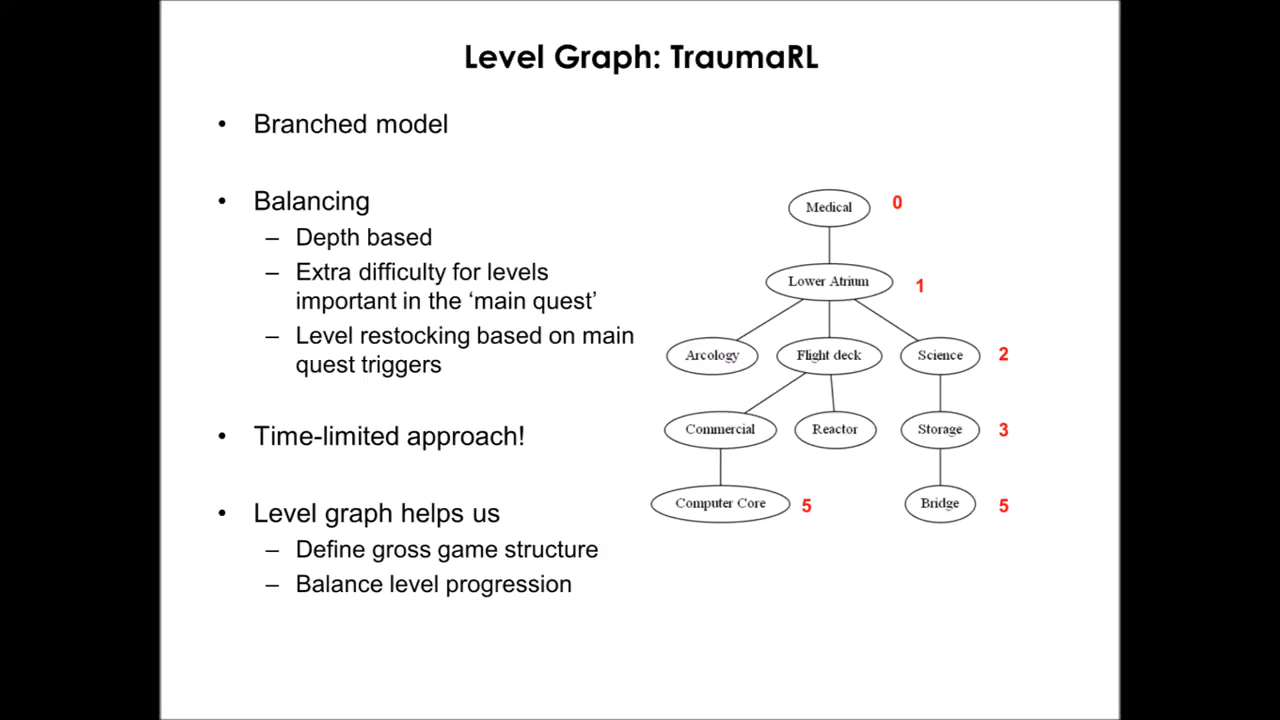 Level Graph: TraumaRL
• Branched model
• Balancing
– Depth based
– Extra difficulty for levels
important in the ‘main quest’
– Level restocking based on main
quest triggers
• Time-limited approach!
• Level graph helps us
– Define gross game structure
– Balance level progression
Medical 0
Lower Atrium 1
Arcology Flight deck Science 2
Commercial Reactor Storage 3
Computer Core 5 Bridge 5